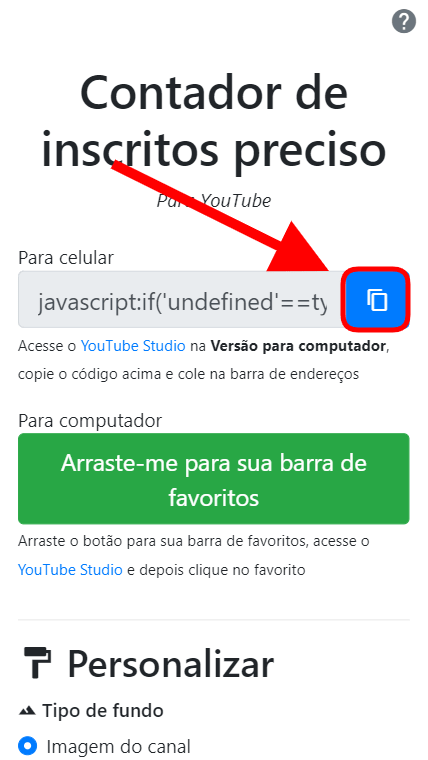 Contador de
inscritos preciso
Para YouTube
Para celular
javascript:if('undefined'==ty
Acesse o YouTube Studio na Versão para computador,
copie o código acima e cole na barra de endereços
Para computador
Arraste-me para sua barra de
favoritos
Arraste o botão para sua barra de favoritos, acesse o
YouTube Studio e depois clique no favorito
Personalizar
Tipo de fundo
Imagem do canal